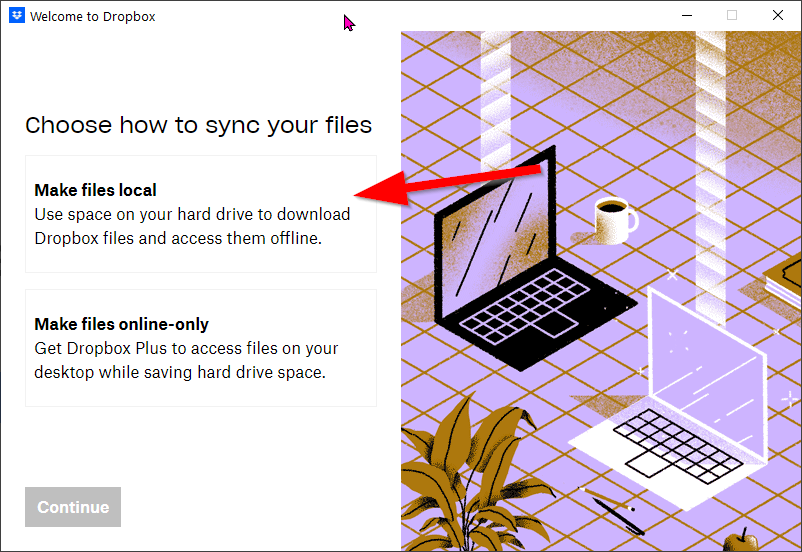 Welcome to Dropbox
Choose how to sync your files
Make files local
Use space on your hard drive to download
Dropbox files and access them offline.
Make files online-only
Get Dropbox Plus to access files on your
desktop while saving hard drive space.
Continue